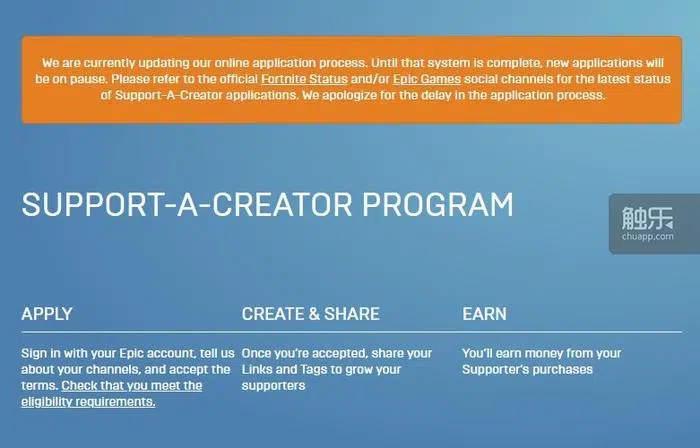 We are currently updating our online application process. Until that system is complete, new applications will
be on pause. Please refer to the official Fortnite Status and/or Epic Games social channels for the latest status
of Support-A-Creator applications. We apologize for the delay in the application process.
SUPPORT-A-CREATOR PROGRAM
触乐
chuapp.com
APPLY
Sign in with your Epic account, tell us
about your channels, and accept the
terms. Check that you meet the
eligibility requirements.
CREATE & SHARE
Once you're accepted, share your
Links and Tags to grow your
supporters
EARN
You'll earn money from your
Supporter's purchases